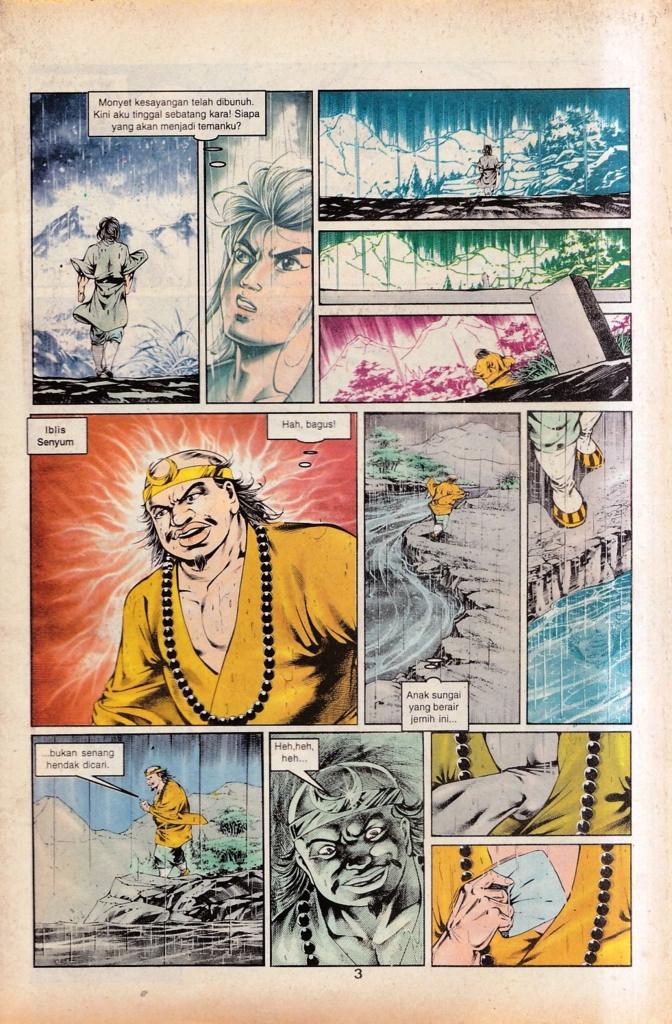 Monyet kesayangan telah dibunuh.
Kini aku tinggal sebatang kara! Siapa
yang akan menjadi temanku?
Iblis
Senyum
Hah, bagus!
Anak sungai
yang berair
jernih ini...
...bukan senang
hendak dicari.
Heh,heh,
heh...
3